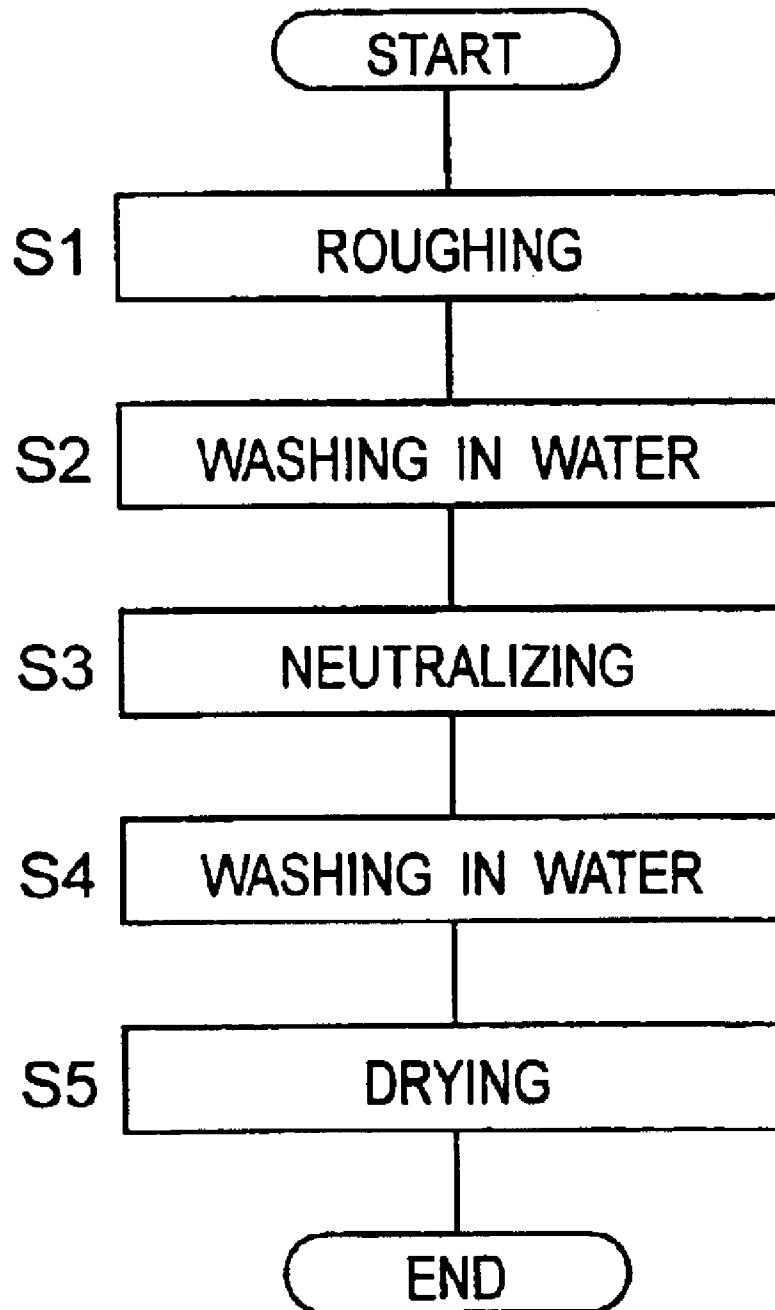 START
S1 ROUGHING
S2 WASHING IN WATER
S3 NEUTRALIZING
S4 WASHING IN WATER
S5 DRYING
END